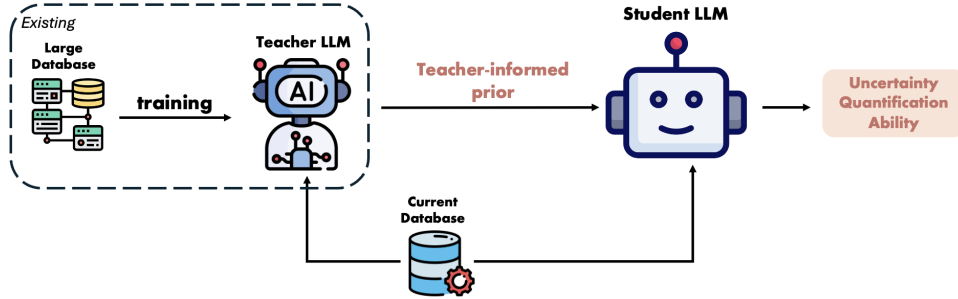 Existing
Large
Database
training
Teacher LLM
AI
Teacher-informed
prior
Student LLM
Uncertainty
Quantification
Ability
Current
Database